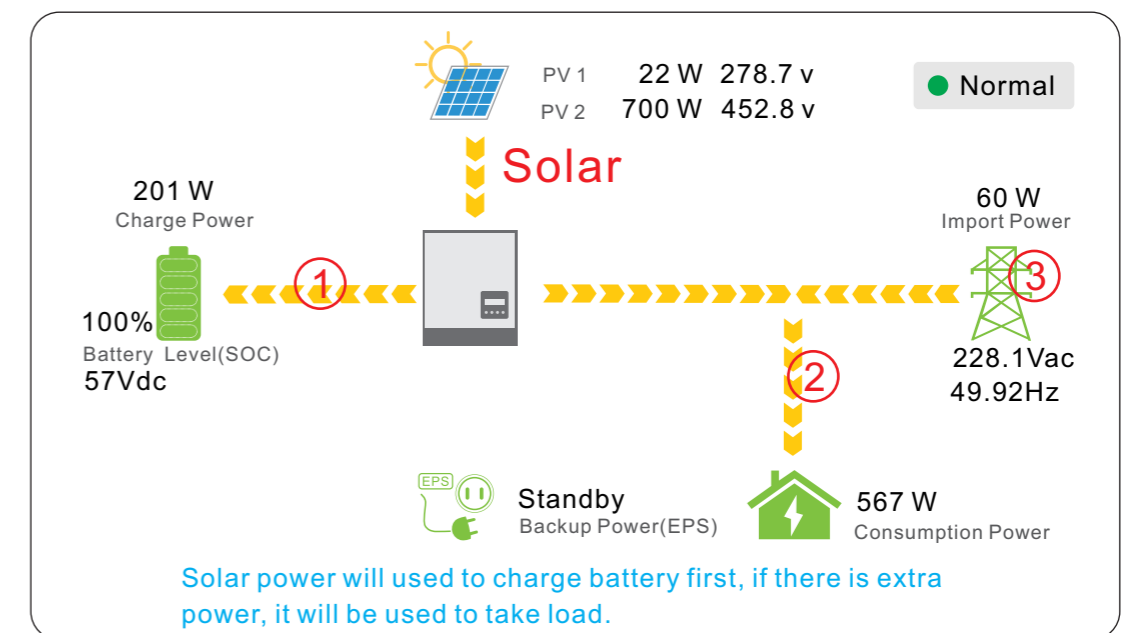 PV 1 22 W 278.7 v
PV 2 700 W 452.8 v
Normal
Solar
201 W
Charge Power
60 W
Import Power
1
3
100%
Battery Level(SOC)
57Vdc
228.1Vac
49.92Hz
2
EPS
Standby
Backup Power(EPS)
567 W
Consumption Power
Solar power will used to charge battery first, if there is extra
power, it will be used to take load.